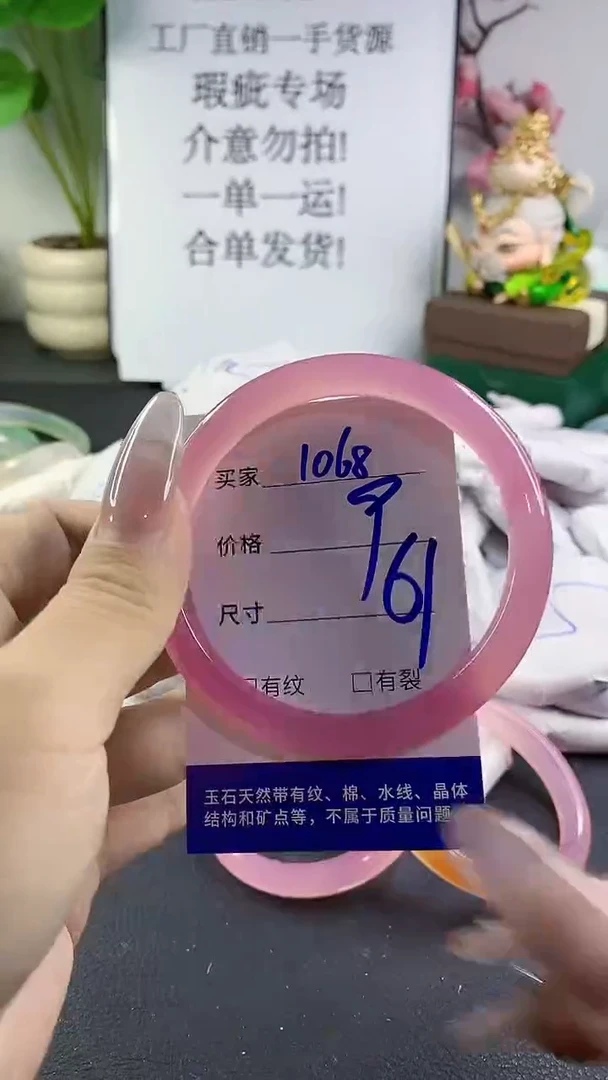 工厂直销一手货源
瑕疵专场
介意勿拍!
一单一运!
合单发货!
买家 1068
价格
尺寸 61
□有纹 □有裂
玉石天然带有纹、棉、水线、晶体
结构和矿点等，不属于质量问题